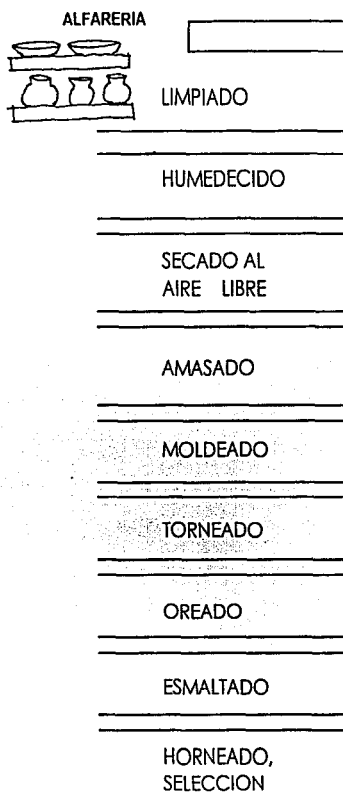 ALFARERIA
LIMPIADO
HUMEDECIDO
SECADO AL
AIRE LIBRE
AMASADO
MOLDEADO
TORNEADO
OREADO
ESMALTADO
HORNEADO,
SELECCION